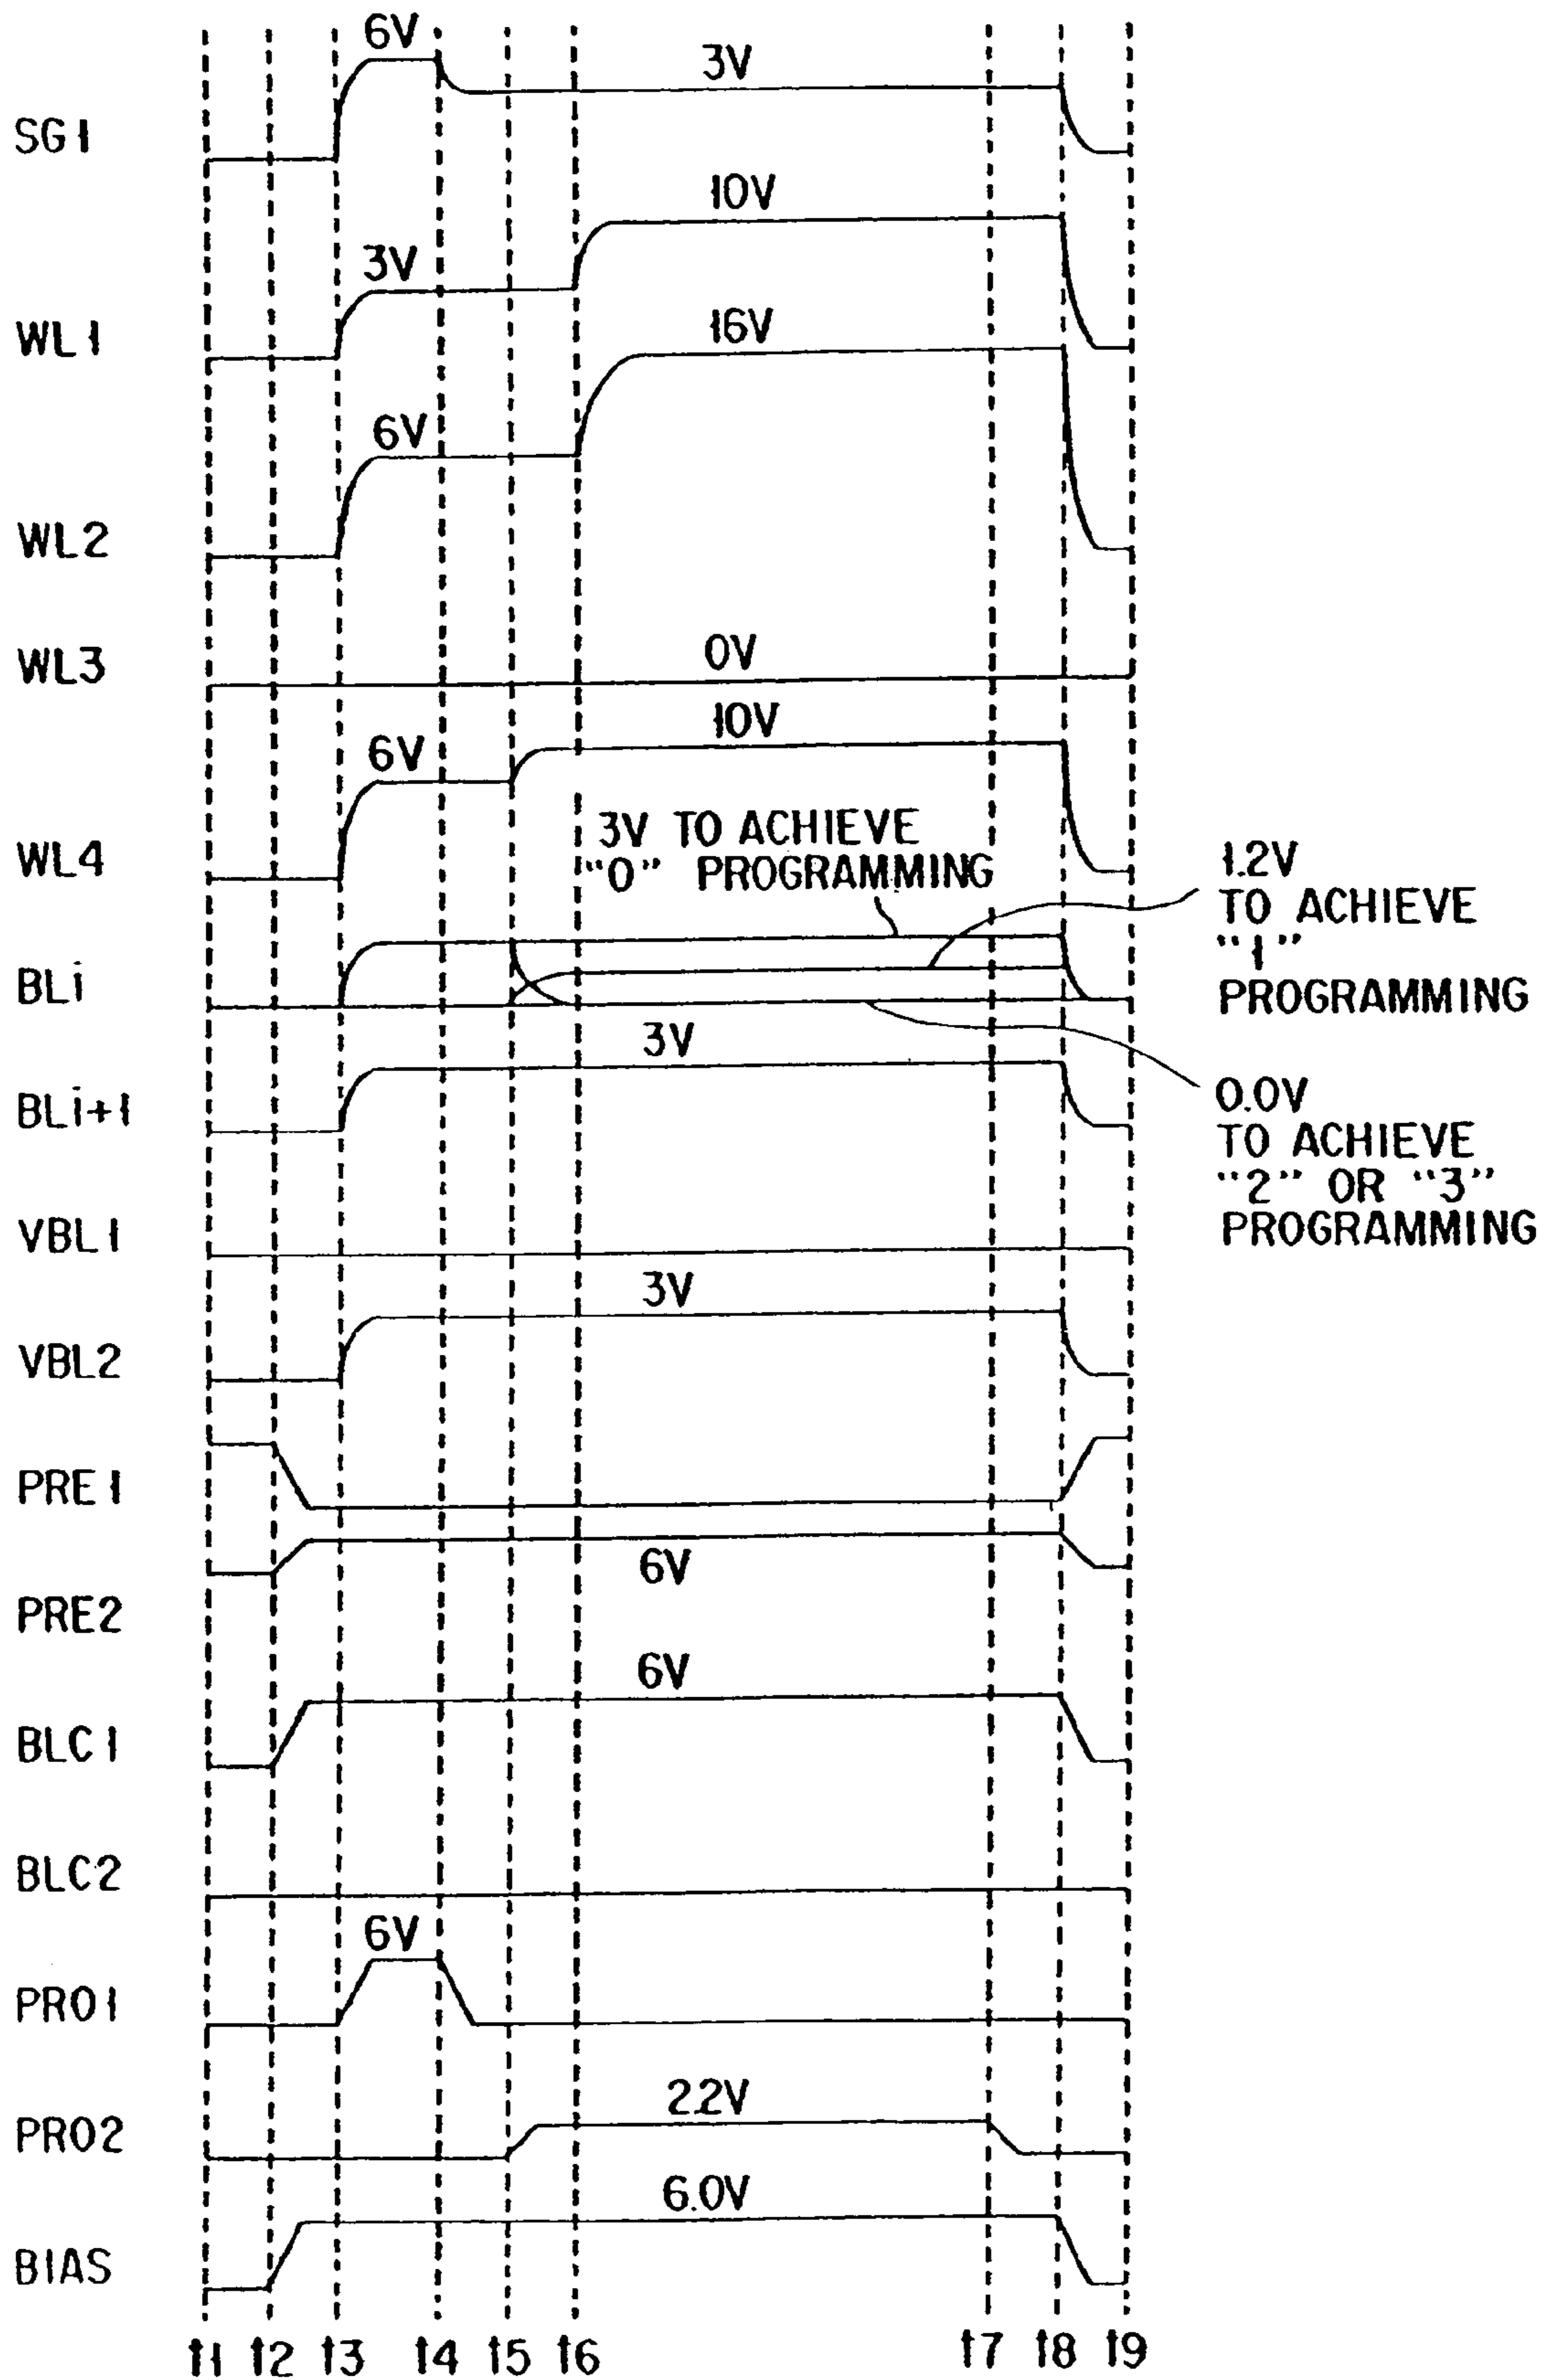 6V
3V
SG1
10V
3V
WL1
16V
6V
WL2
0V
WL3
10V
6V
WL4
3V TO ACHIEVE
"0" PROGRAMMING
1.2V
TO ACHIEVE
"1"
PROGRAMMING
BLi
3V
BLi+1
0.0V
TO ACHIEVE
"2" OR "3"
PROGRAMMING
VBL1
3V
VBL2
PRE1
6V
PRE2
6V
BLC1
BLC2
6V
PRO1
2.2V
PRO2
6.0V
BIAS
t1 t2 t3 t4 t5 t6 t7 t8 t9